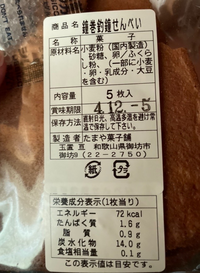 商品名 鐘巻釣鐘せんべい
名称 菓子
原材料名 小麦粉(国内製造)
、砂糖、卵/ふくら
し粉、(一部に小麦
・卵・乳成分・大豆
を含む)
内容量 5枚入
賞味期限 4.12.-5
保存方法 直射日光、高温多湿を避け常
温で保存してください。
製造者 たまや菓子舗
玉置 亘 和歌山県御坊市
御坊9 (22-2750)
紙 プラ
栄養成分表示(1枚当り)
エネルギー 72kcal
たんぱく質 1.6g
脂質 0.9g
炭水化物 14.0g
食塩相当量 0.1g
この表示値は目安です。